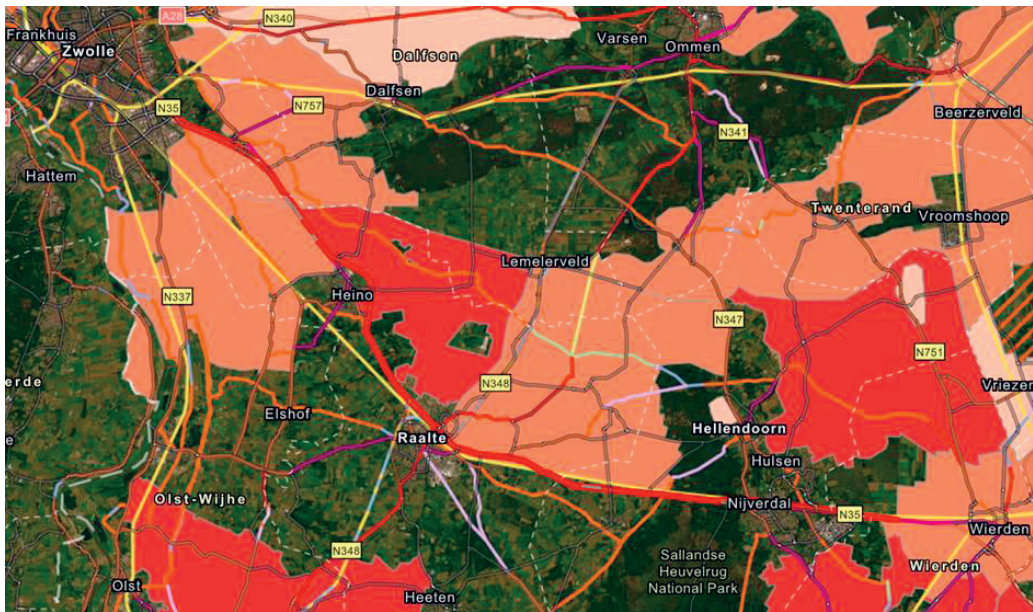 A28
N340
Frankhuis
Varsen
Zwolle
Dalfsen
Ommen
Dalfsen
N35
N757
Beerzerveld
N341
Hattem
Twenterand
Vroomshoop
Lemelerveld
Heino
N337
N347
N751
erde
N348
Vriezen
e
Elshof
Raalte
Hellendoorn
Hulsen
Olst-Wijhe
Nijverdal
N35
Wierden
N348
Sallandse
Heuvelrug
National Park
Wierden
Olst
Heeten